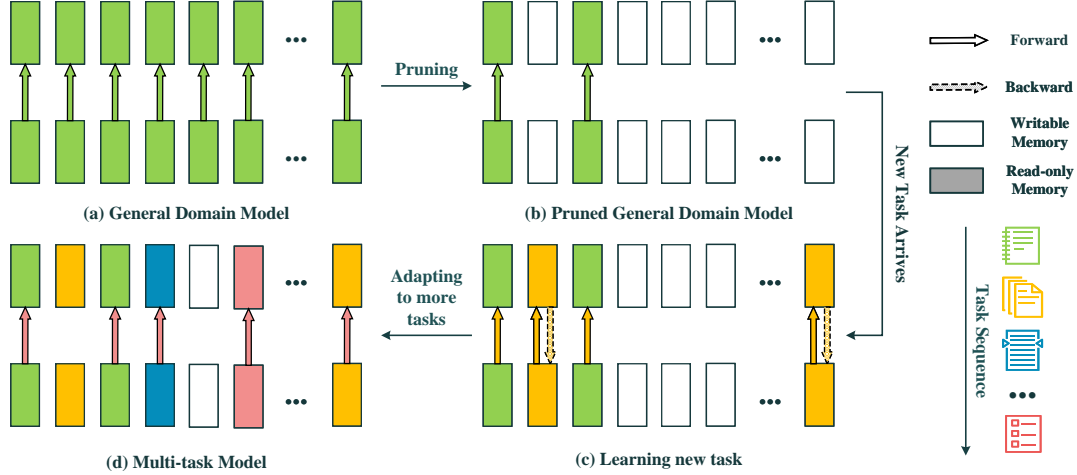 Pruning
(a) General Domain Model
(b) Pruned General Domain Model
Forward
Backward
Writable
Memory
Read-only
Memory
New Task Arrives
Adapting
to more
tasks
Task Sequence
(d) Multi-task Model
(c) Learning new task